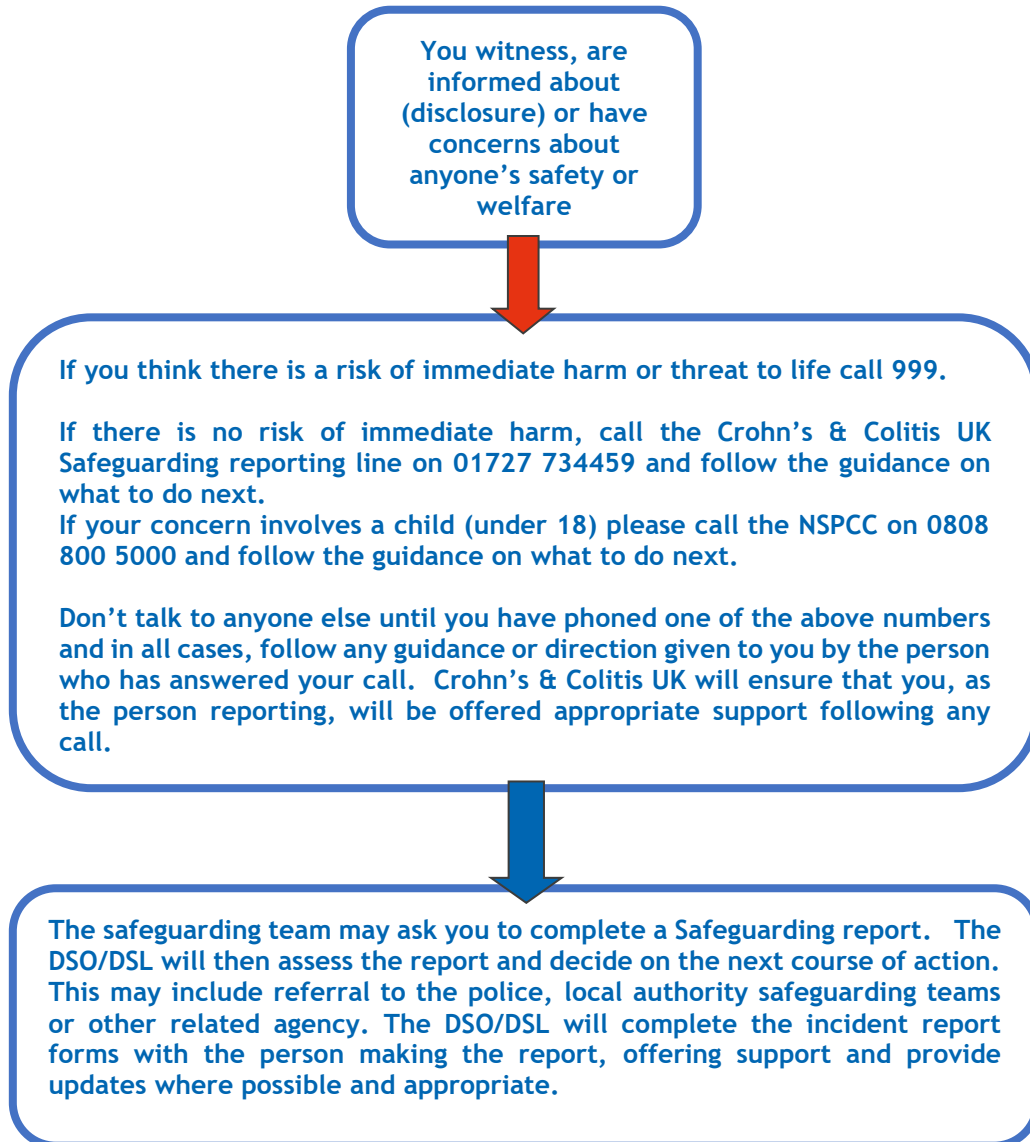 You witness, are
informed about
(disclosure) or have
concerns about
anyone’s safety or
welfare
If you think there is a risk of immediate harm or threat to life call 999.
If there is no risk of immediate harm, call the Crohn’s & Colitis UK
Safeguarding reporting line on 01727 734459 and follow the guidance on
what to do next.
If your concern involves a child (under 18) please call the NSPCC on 0808
800 5000 and follow the guidance on what to do next.
Don’t talk to anyone else until you have phoned one of the above numbers
and in all cases, follow any guidance or direction given to you by the person
who has answered your call. Crohn’s & Colitis UK will ensure that you, as
the person reporting, will be offered appropriate support following any
call.
The safeguarding team may ask you to complete a Safeguarding report. The
DSO/DSL will then assess the report and decide on the next course of action.
This may include referral to the police, local authority safeguarding teams
or other related agency. The DSO/DSL will complete the incident report
forms with the person making the report, offering support and provide
updates where possible and appropriate.